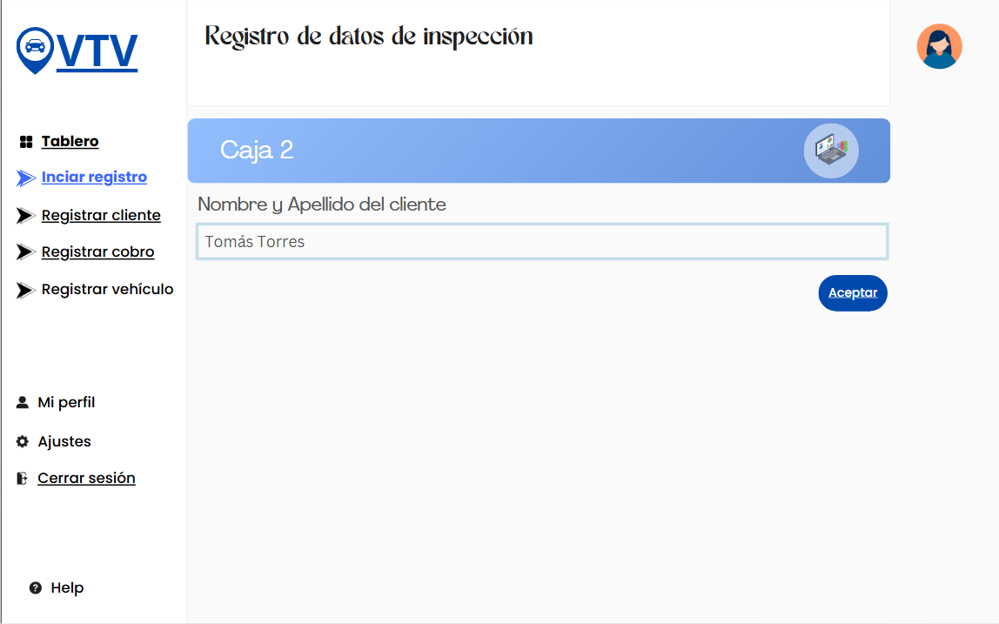 VTV
Registro de datos de inspección
Tablero
Inciar registro
Registrar cliente
Registrar cobro
Registrar vehículo
Mi perfil
Ajustes
Cerrar sesión
Help
Caja 2
Nombre y Apellido del cliente
Tomás Torres
Aceptar